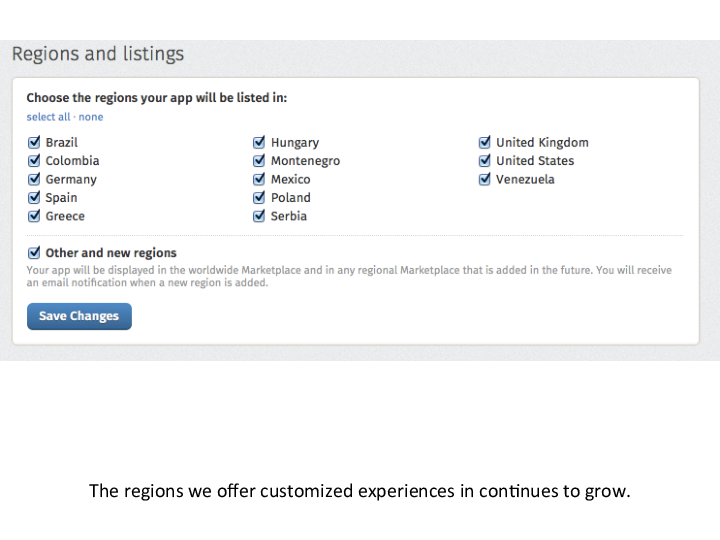 Regions and listings
Choose the regions your app will be listed in:
select all · none
Brazil
Colombia
Germany
Spain
Greece
Hungary
Montenegro
Mexico
Poland
Serbia
United Kingdom
United States
Venezuela
Other and new regions
Your app will be displayed in the worldwide Marketplace and in any regional Marketplace that is added in the future. You will receive
an email notification when a new region is added.
Save Changes
The regions we offer customized experiences in continues to grow.